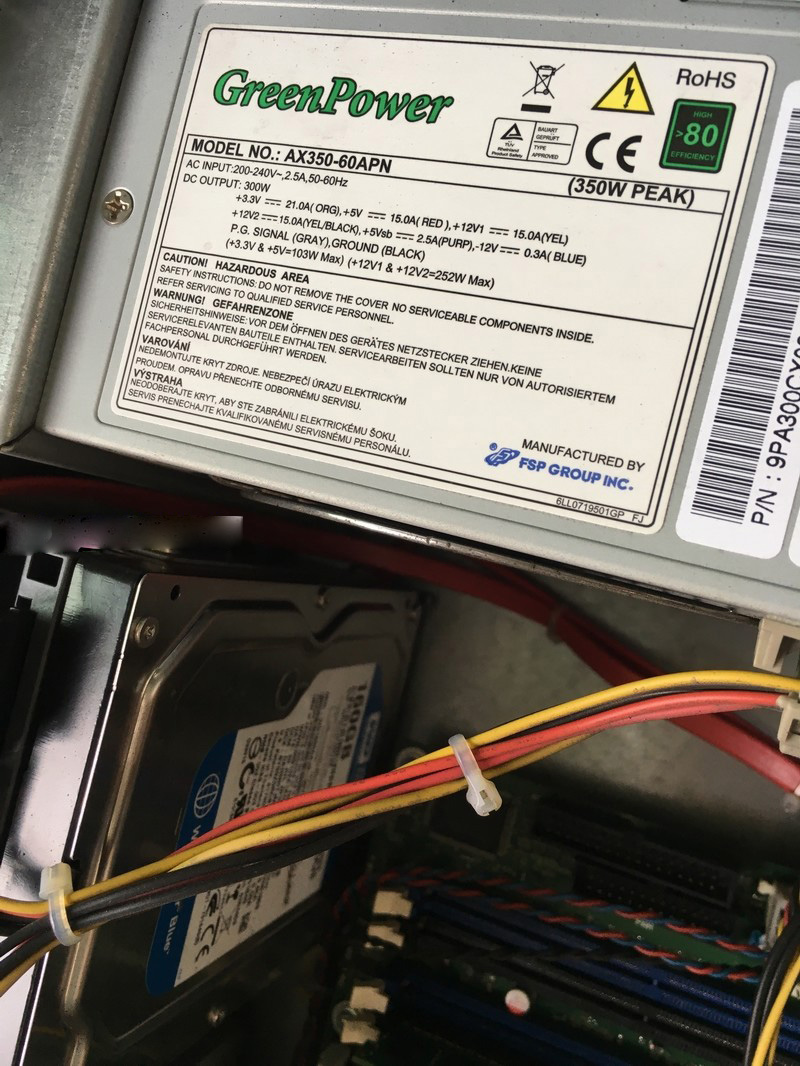 GreenPower
RoHS
TÜV
Rheinland
Product Safety
BAUART
GEPRÜFT
TYPE
APPROVED
CE
HIGH
>80
EFFICIENCY
MODEL NO.: AX350-60APN
(350W PEAK)
AC INPUT:200-240V~,2.5A,50-60Hz
DC OUTPUT: 300W
+3.3V ⎓ 21.0A( ORG),+5V ⎓ 15.0A( RED ),+12V1 ⎓ 15.0A(YEL)
+12V2⎓15.0A(YEL/BLACK),+5Vsb⎓2.5A(PURP),-12V⎓ 0.3A( BLUE)
P.G. SIGNAL (GRAY),GROUND (BLACK)
(+3.3V & +5V=103W Max) (+12V1 & +12V2=252W Max)
CAUTION! HAZARDOUS AREA
SAFETY INSTRUCTIONS: DO NOT REMOVE THE COVER NO SERVICEABLE COMPONENTS INSIDE.
REFER SERVICING TO QUALIFIED SERVICE PERSONNEL.
WARNUNG! GEFAHRENZONE
SICHERHEITSHINWEISE:VOR DEM ÖFFNEN DES GERÄTES NETZSTECKER ZIEHEN.KEINE
SERVICERELEVANTEN BAUTEILE ENTHALTEN. SERVICEARBEITEN SOLLTEN NUR VON AUTORISIERTEM
FACHPERSONAL DURCHGEFÜHRT WERDEN.
VAROVÁNÍ
NEDEMONTUJTE KRYT ZDROJE. NEBEZPEČÍ ÚRAZU ELEKTRICKÝM
PROUDEM. OPRAVU PŘENECHTE ODBORNÉMU SERVISU.
VÝSTRAHA
NEODOBERAJTE KRYT, ABY STE ZABRÁNILI ELEKTRICKÉMU ŠOKU.
SERVIS PRENECHAJTE KVALIFIKOVANÉMU SERVISNÉMU PERSONÁLU.
MANUFACTURED BY
FSP GROUP INC.
6LL0719501GP FJ
P/N : 9PA300CX
160GB
W
Blue
CE